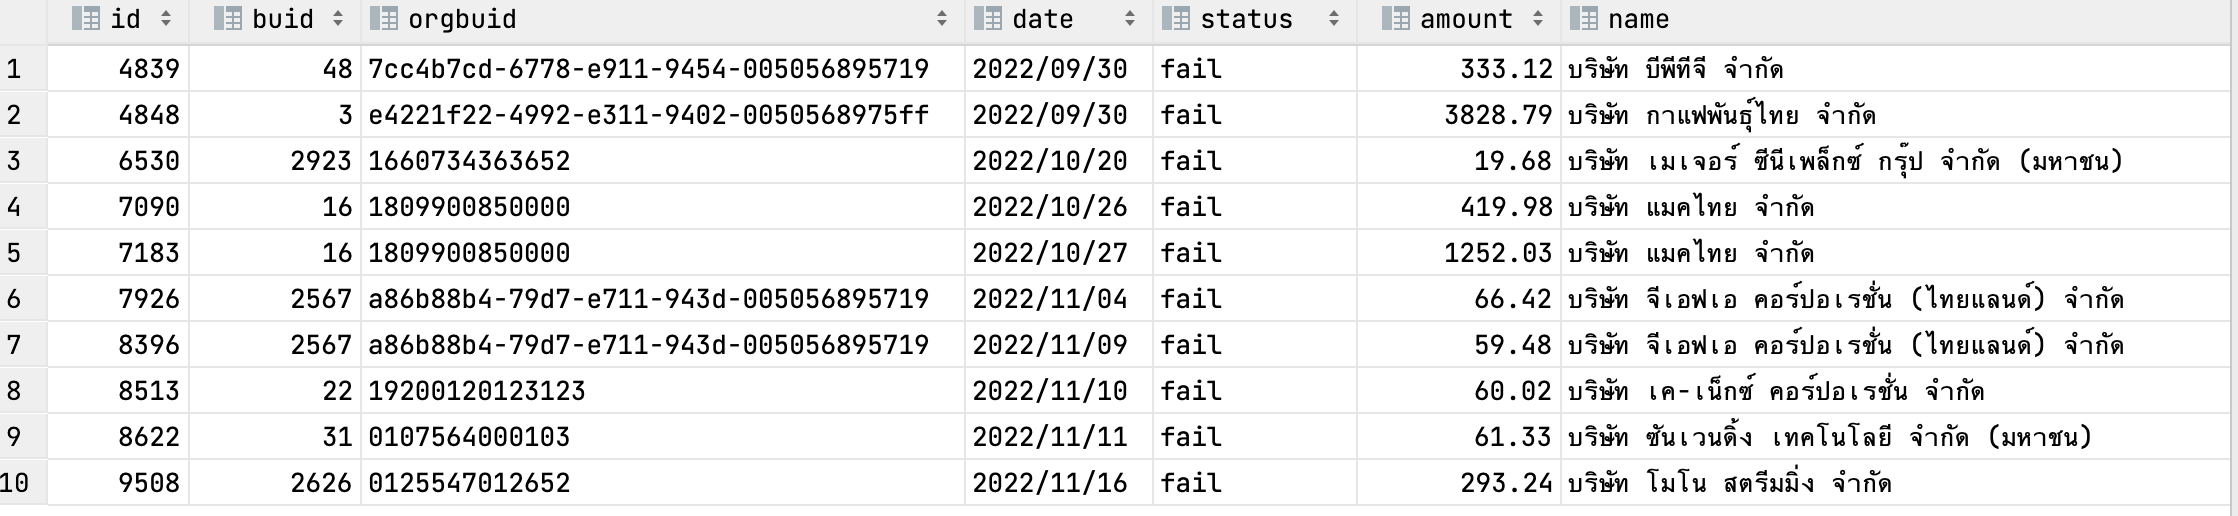 id buid orgbuid date status amount name
1 4839 48 7cc4b7cd-6778-e911-9454-005056895719 2022/09/30 fail 333.12 บริษัท บีพีทีจี จำกัด
2 4848 3 e4221f22-4992-e311-9402-0050568975ff 2022/09/30 fail 3828.79 บริษัท กาแฟพันธุ์ไทย จำกัด
3 6530 2923 1660734363652 2022/10/20 fail 19.68 บริษัท เมเจอร์ ซีนีเพล็กซ์ กรุ๊ป จำกัด (มหาชน)
4 7090 16 1809900850000 2022/10/26 fail 419.98 บริษัท แมคไทย จำกัด
5 7183 16 1809900850000 2022/10/27 fail 1252.03 บริษัท แมคไทย จำกัด
6 7926 2567 a86b88b4-79d7-e711-943d-005056895719 2022/11/04 fail 66.42 บริษัท จีเอฟเอ คอร์ปอเรชั่น (ไทยแลนด์) จำกัด
7 8396 2567 a86b88b4-79d7-e711-943d-005056895719 2022/11/09 fail 59.48 บริษัท จีเอฟเอ คอร์ปอเรชั่น (ไทยแลนด์) จำกัด
8 8513 22 19200120123123 2022/11/10 fail 60.02 บริษัท เค-เน็กซ์ คอร์ปอเรชั่น จำกัด
9 8622 31 0107564000103 2022/11/11 fail 61.33 บริษัท ซันเวนดิ้ง เทคโนโลยี จำกัด (มหาชน)
10 9508 2626 0125547012652 2022/11/16 fail 293.24 บริษัท โมโน สตรีมมิ่ง จำกัด